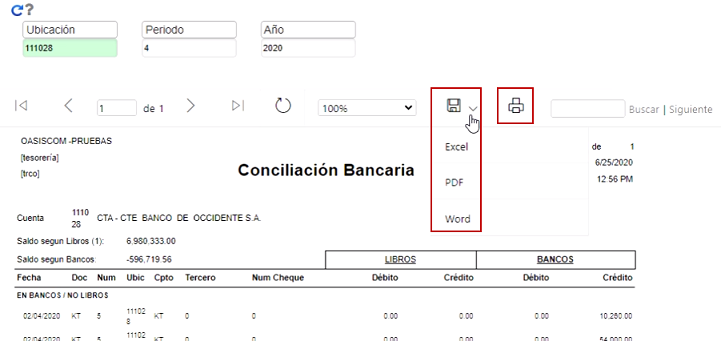 ?
Ubicación Periodo Año
111028 4 2020
1 de 1 100% Buscar | Siguiente
OASISCOM -PRUEBAS de 1
[tesorería] 6/25/2020
[trco] Conciliación Bancaria 12 56 PM
Excel
PDF
Word
Cuenta 1110 28 CTA - CTE BANCO DE OCCIDENTE S.A.
Saldo segun Libros (1): 6.980,333.00
Saldo segun Bancos: -596,719.56 LIBROS BANCOS
Fecha Doc Num Ubic Cpto Tercero Num Cheque Débito Crédito Débito Crédito
EN BANCOS / NO LIBROS
02/04/2020 KT 5 11102 8 KT 0 0 0.00 0.00 0.00 10,260.00
02/04/2020 KT 5 11102 KT 0 0 0.00 0.00 0.00 54,000.00